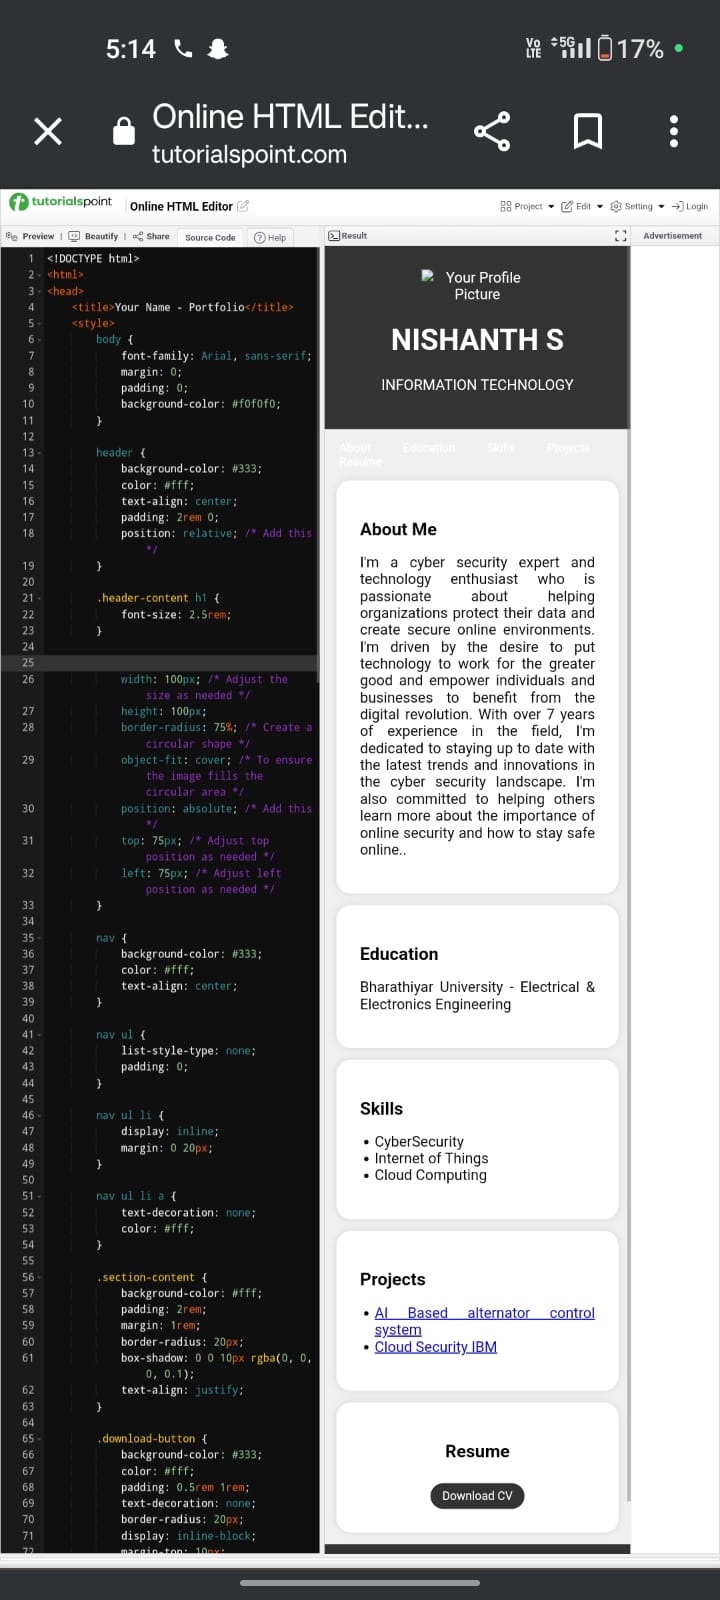 5:14
Vo LTE 5G 17%
Online HTML Edit...
tutorialspoint.com
tutorialspoint
Online HTML Editor
Project Edit Setting Login
Preview | Beautify | Share Source Code Help
Result
Advertisement
1 <!DOCTYPE html>
2 <html>
3 <head>
4 <title>Your Name - Portfolio</title>
5 <style>
6 body {
7 font-family: Arial, sans-serif;
8 margin: 0;
9 padding: 0;
10 background-color: #f0f0f0;
11 }
12
13 header {
14 background-color: #333;
15 color: #fff;
16 text-align: center;
17 padding: 2rem 0;
18 position: relative; /* Add this
*/
19 }
20
21 .header-content h1 {
22 font-size: 2.5rem;
23 }
24
25
26 width: 100px; /* Adjust the
size as needed */
27 height: 100px;
28 border-radius: 75%; /* Create a
circular shape */
29 object-fit: cover; /* To ensure
the image fills the
circular area */
30 position: absolute; /* Add this
*/
31 top: 75px; /* Adjust top
position as needed */
32 left: 75px; /* Adjust left
position as needed */
33 }
34
35 nav {
36 background-color: #333;
37 color: #fff;
38 text-align: center;
39 }
40
41 nav ul {
42 list-style-type: none;
43 padding: 0;
44 }
45
46 nav ul li {
47 display: inline;
48 margin: 0 20px;
49 }
50
51 nav ul li a {
52 text-decoration: none;
53 color: #fff;
54 }
55
56 .section-content {
57 background-color: #fff;
58 padding: 2rem;
59 margin: 1rem;
60 border-radius: 20px;
61 box-shadow: 0 0 10px rgba(0, 0,
0, 0.1);
62 text-align: justify;
63 }
64
65 .download-button {
66 background-color: #333;
67 color: #fff;
68 padding: 0.5rem 1rem;
69 text-decoration: none;
70 border-radius: 20px;
71 display: inline-block;
72 margin-top: 10px;
Your Profile
Picture
NISHANTH S
INFORMATION TECHNOLOGY
About Education Skills Projects
Resume
About Me
I'm a cyber security expert and
technology enthusiast who is
passionate about helping
organizations protect their data and
create secure online environments.
I'm driven by the desire to put
technology to work for the greater
good and empower individuals and
businesses to benefit from the
digital revolution. With over 7 years
of experience in the field, I'm
dedicated to staying up to date with
the latest trends and innovations in
the cyber security landscape. I'm
also committed to helping others
learn more about the importance of
online security and how to stay safe
online..
Education
Bharathiyar University - Electrical &
Electronics Engineering
Skills
• CyberSecurity
• Internet of Things
• Cloud Computing
Projects
• AI Based alternator control
system
• Cloud Security IBM
Resume
Download CV